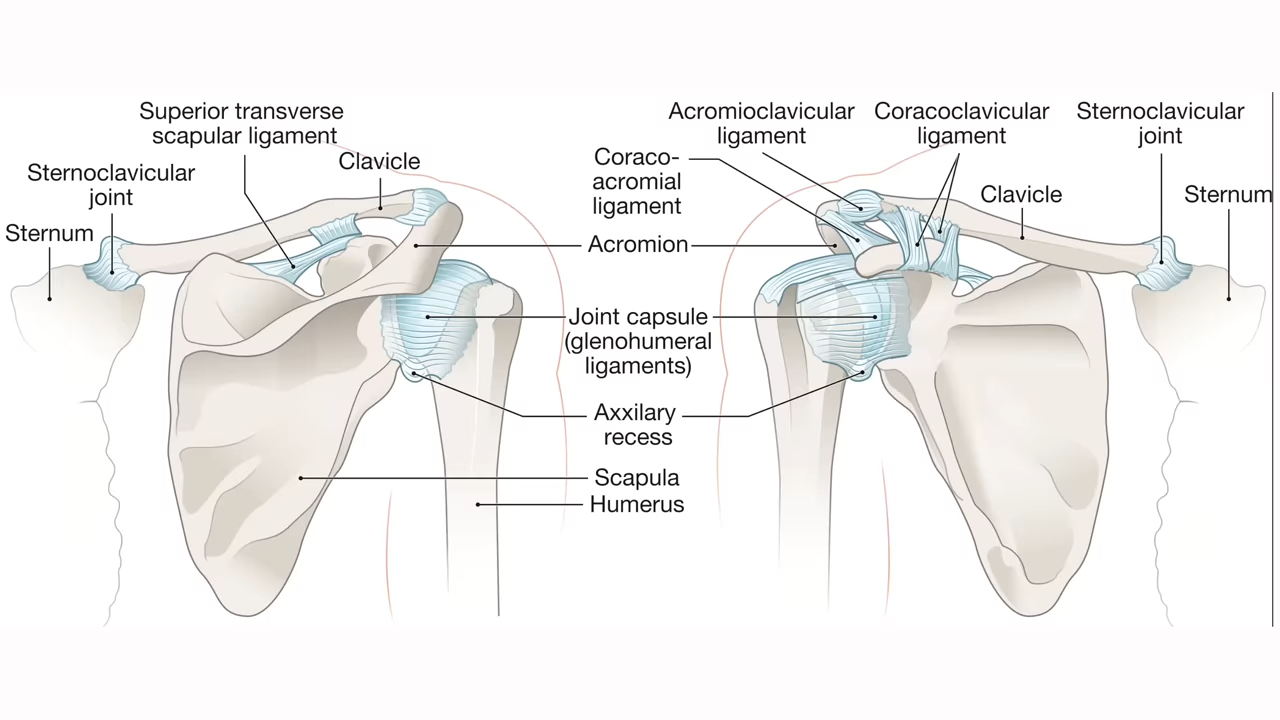 Superior transverse
scapular ligament
Sternoclavicular
joint
Clavicle
Sternum
Acromioclavicular
ligament
Coracoclavicular
ligament
Sternoclavicular
joint
Coraco-
acromial
ligament
Clavicle
Sternum
Acromion
Joint capsule
(glenohumeral
ligaments)
Axxilary
recess
Scapula
Humerus